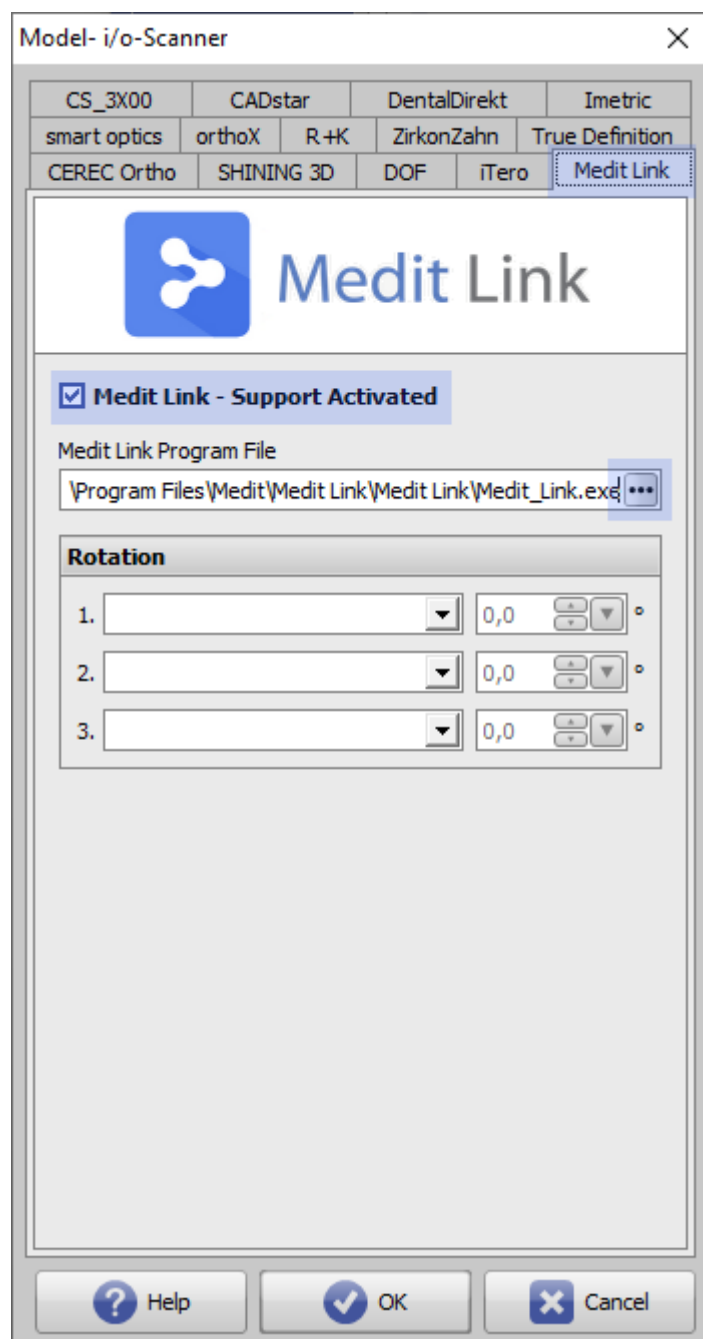 Model- i/o-Scanner
CS_3X00 CADstar DentalDirekt Imetric
smart optics orthoX R+K ZirkonZahn True Definition
CEREC Ortho SHINING 3D DOF iTero Medit Link
Medit Link
Medit Link - Support Activated
Medit Link Program File
\Program Files\Medit\Medit Link\Medit Link\Medit_Link.exe
Rotation
1. 0,0 °
2. 0,0 °
3. 0,0 °
Help OK Cancel